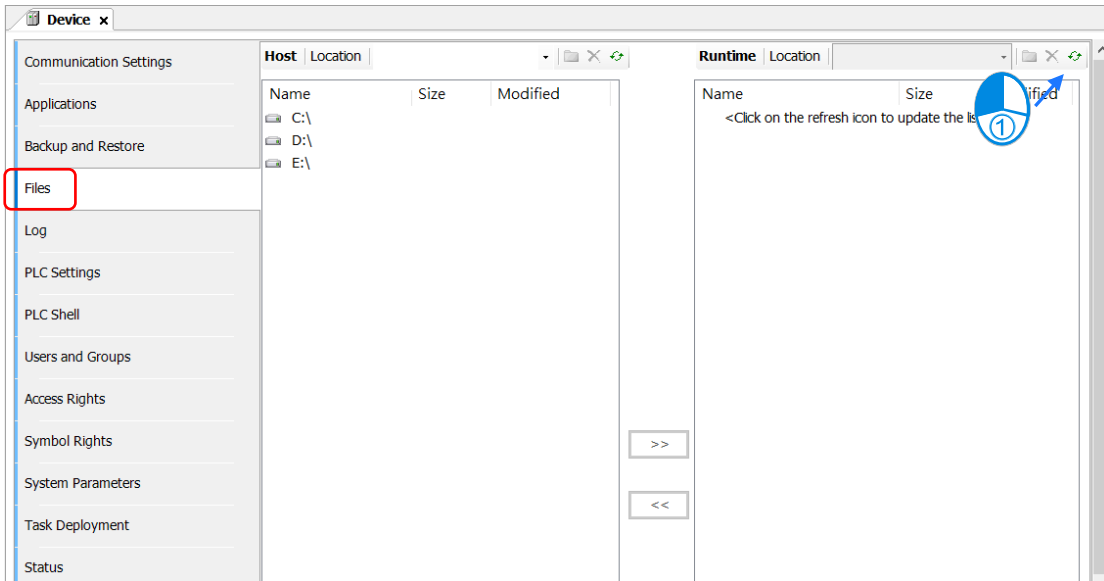 Device x
Communication Settings
Applications
Backup and Restore
Files
Log
PLC Settings
PLC Shell
Users and Groups
Access Rights
Symbol Rights
System Parameters
Task Deployment
Status
Host Location
Name Size Modified
C:\
D:\
E:\
>>
<<
Runtime Location
Name Size
<Click on the refresh icon to update the
1